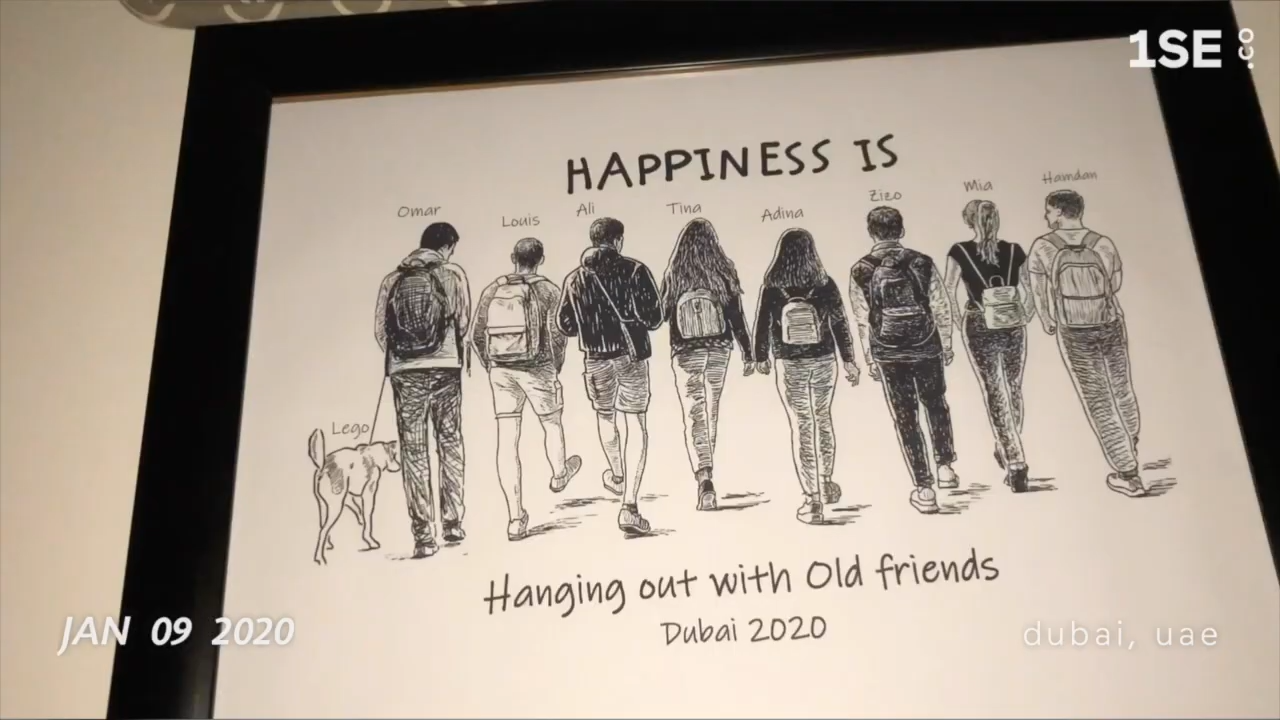 1SE.co
HAPPINESS IS
Omar
Louis
Ali
Tina
Adina
Zizo
Mia
Hamdan
Lego
Hanging out with Old friends
Dubai 2020
JAN 09 2020
dubai, uae